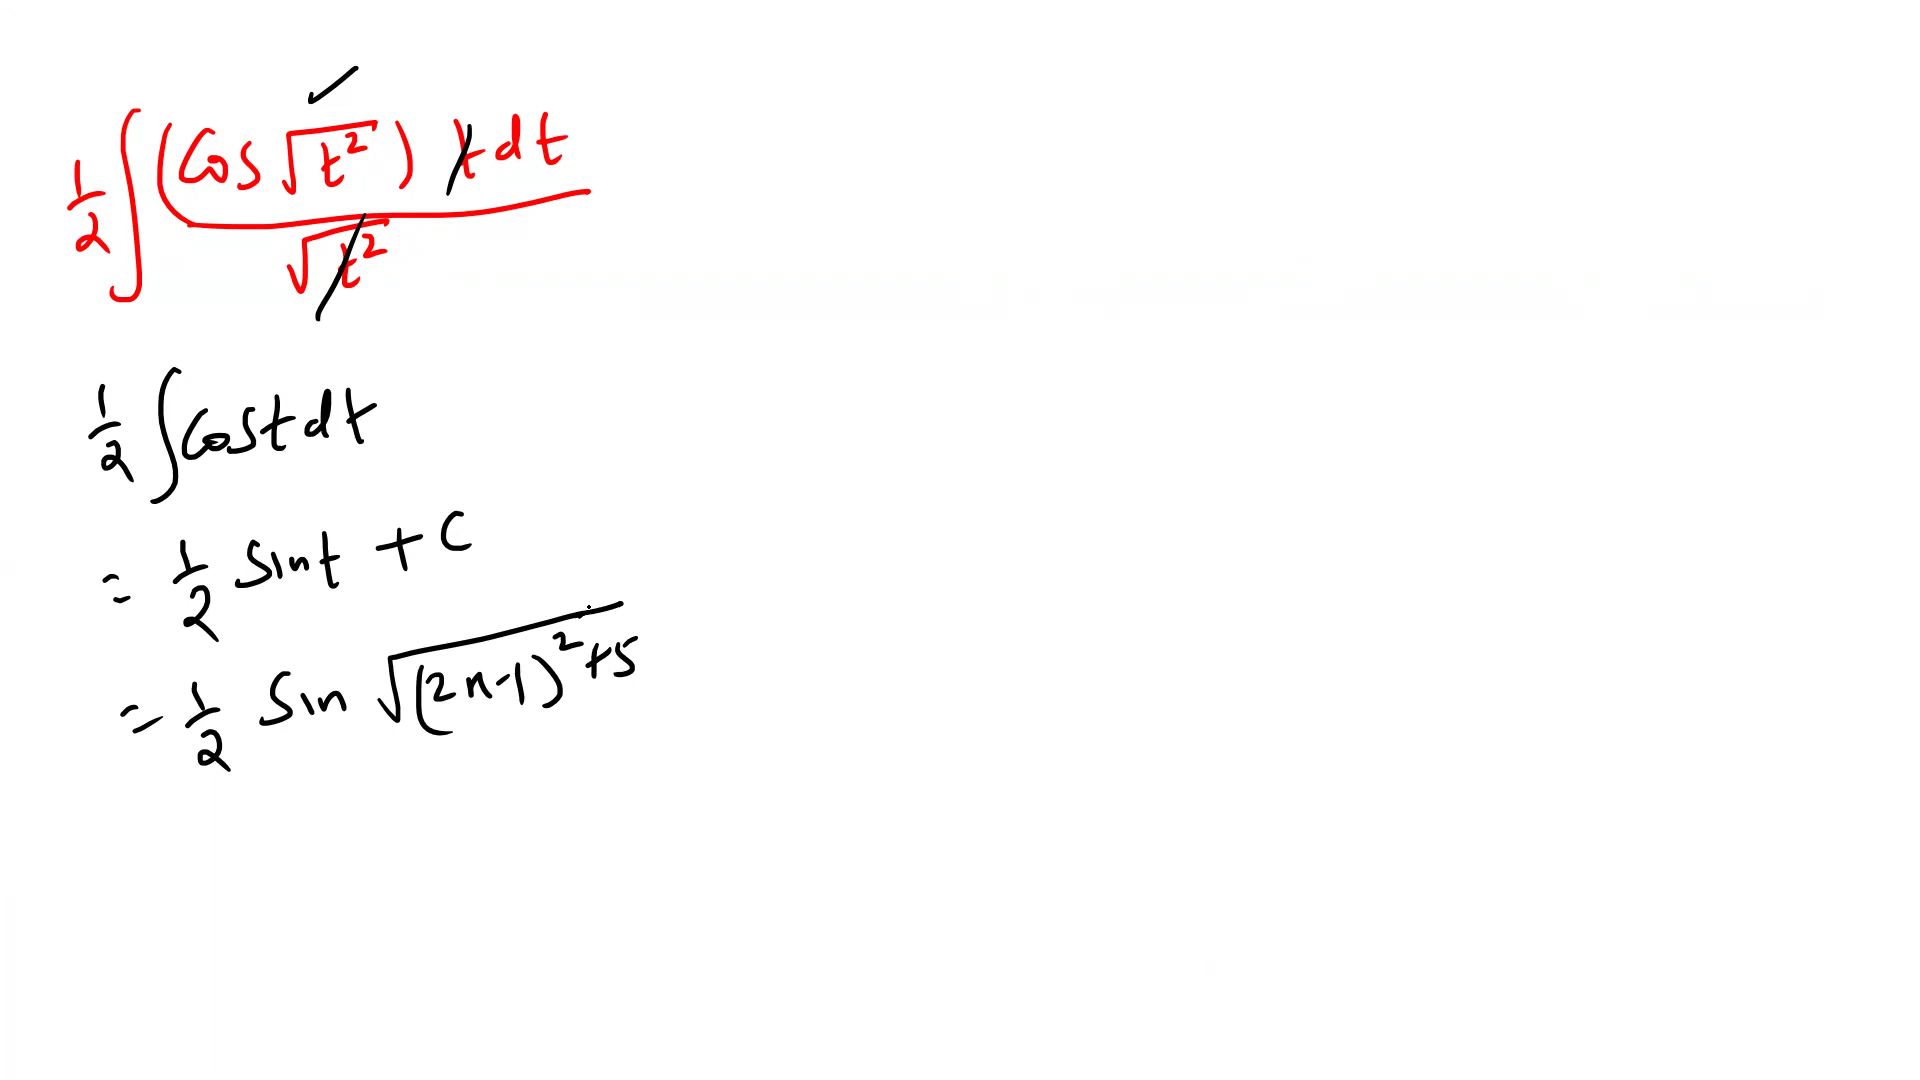 1/2 ∫ (Cos √t²) t dt / √t²
1/2 ∫ Cos t dt
= 1/2 Sin t + C
= 1/2 Sin √(2x-1)²+5